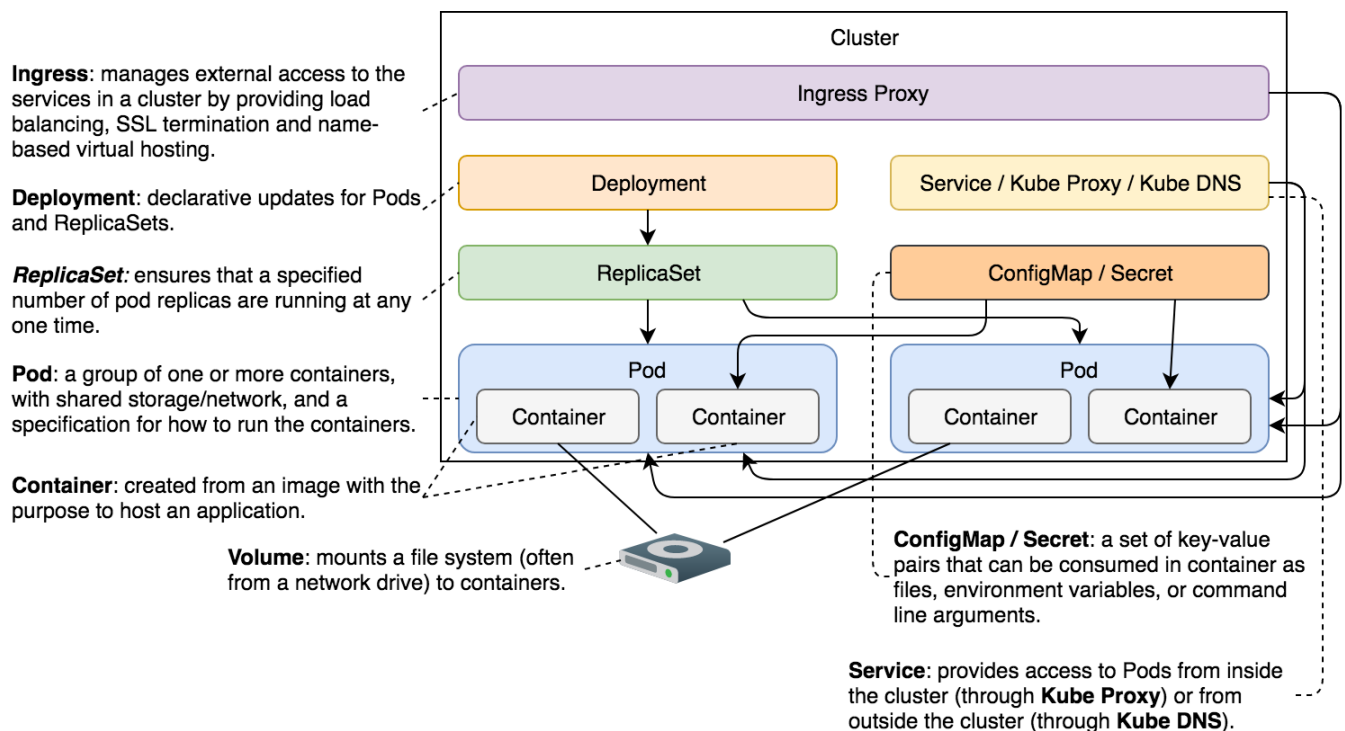 Cluster
Ingress: manages external access to the
services in a cluster by providing load
balancing, SSL termination and name-
based virtual hosting.
Ingress Proxy
Deployment: declarative updates for Pods
and ReplicaSets.
Deployment
Service / Kube Proxy / Kube DNS
ReplicaSet: ensures that a specified
number of pod replicas are running at any
one time.
ReplicaSet
ConfigMap / Secret
Pod: a group of one or more containers,
with shared storage/network, and a
specification for how to run the containers.
Pod
Container
Container
Pod
Container
Container
Container: created from an image with the
purpose to host an application.
Volume: mounts a file system (often
from a network drive) to containers.
ConfigMap / Secret: a set of key-value
pairs that can be consumed in container as
files, environment variables, or command
line arguments.
Service: provides access to Pods from inside
the cluster (through Kube Proxy) or from
outside the cluster (through Kube DNS).